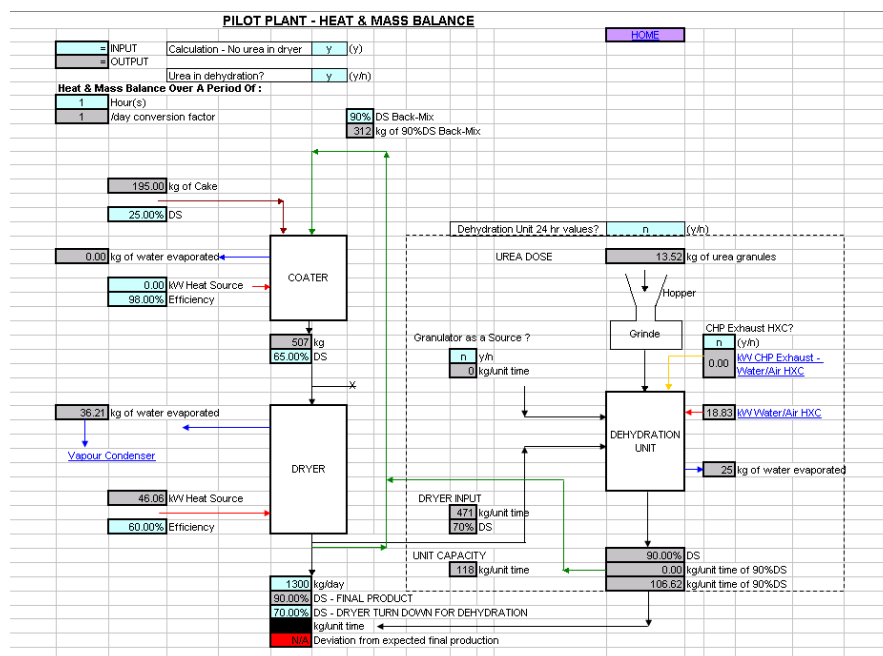 PILOT PLANT - HEAT & MASS BALANCE
HOME
= INPUT
Calculation - No urea in dryer y (y)
= OUTPUT
Urea in dehydration? y (y/n)
Heat & Mass Balance Over A Period Of :
1 Hour(s)
1 /day conversion factor
90% DS Back-Mix
312 kg of 90%DS Back-Mix
195.00 kg of Cake
25.00% DS
Dehydration Unit 24 hr values? n (y/n)
0.00 kg of water evaporated
UREA DOSE 13.52 kg of urea granules
COATER
0.00 kW Heat Source
98.00% Efficiency
Hopper
Grinde
CHP Exhaust HXC?
n (y/n)
Granulator as a Source ?
507 kg
65.00% DS
n y/n
0 kg/unit time
0.00 kW CHP Exhaust -
Water/Air HXC
X
36.21 kg of water evaporated
18.83 kW Water/Air HXC
DEHYDRATION
UNIT
Vapour Condenser
DRYER
25 kg of water evaporated
46.06 kW Heat Source
60.00% Efficiency
DRYER INPUT
471 kg/unit time
70% DS
UNIT CAPACITY
118 kg/unit time
90.00% DS
0.00 kg/unit time of 90%DS
106.62 kg/unit time of 90%DS
1300 kg/day
90.00% DS - FINAL PRODUCT
70.00% DS - DRYER TURN DOWN FOR DEHYDRATION
kg/unit time
N/A Deviation from expected final production